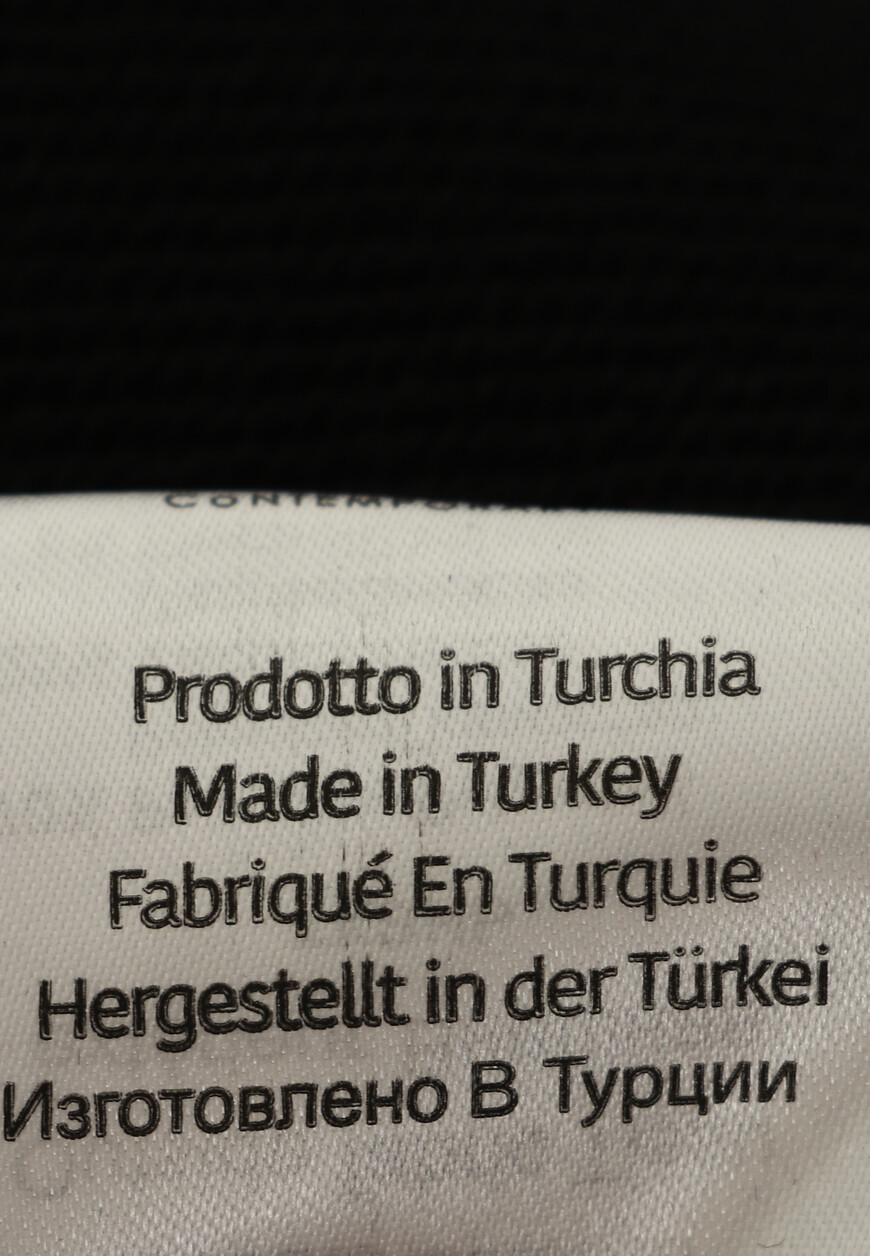 Prodotto in Turchia
Made in Turkey
Fabriqué En Turquie
Hergestellt in der Türkei
Изготовлено В Турции